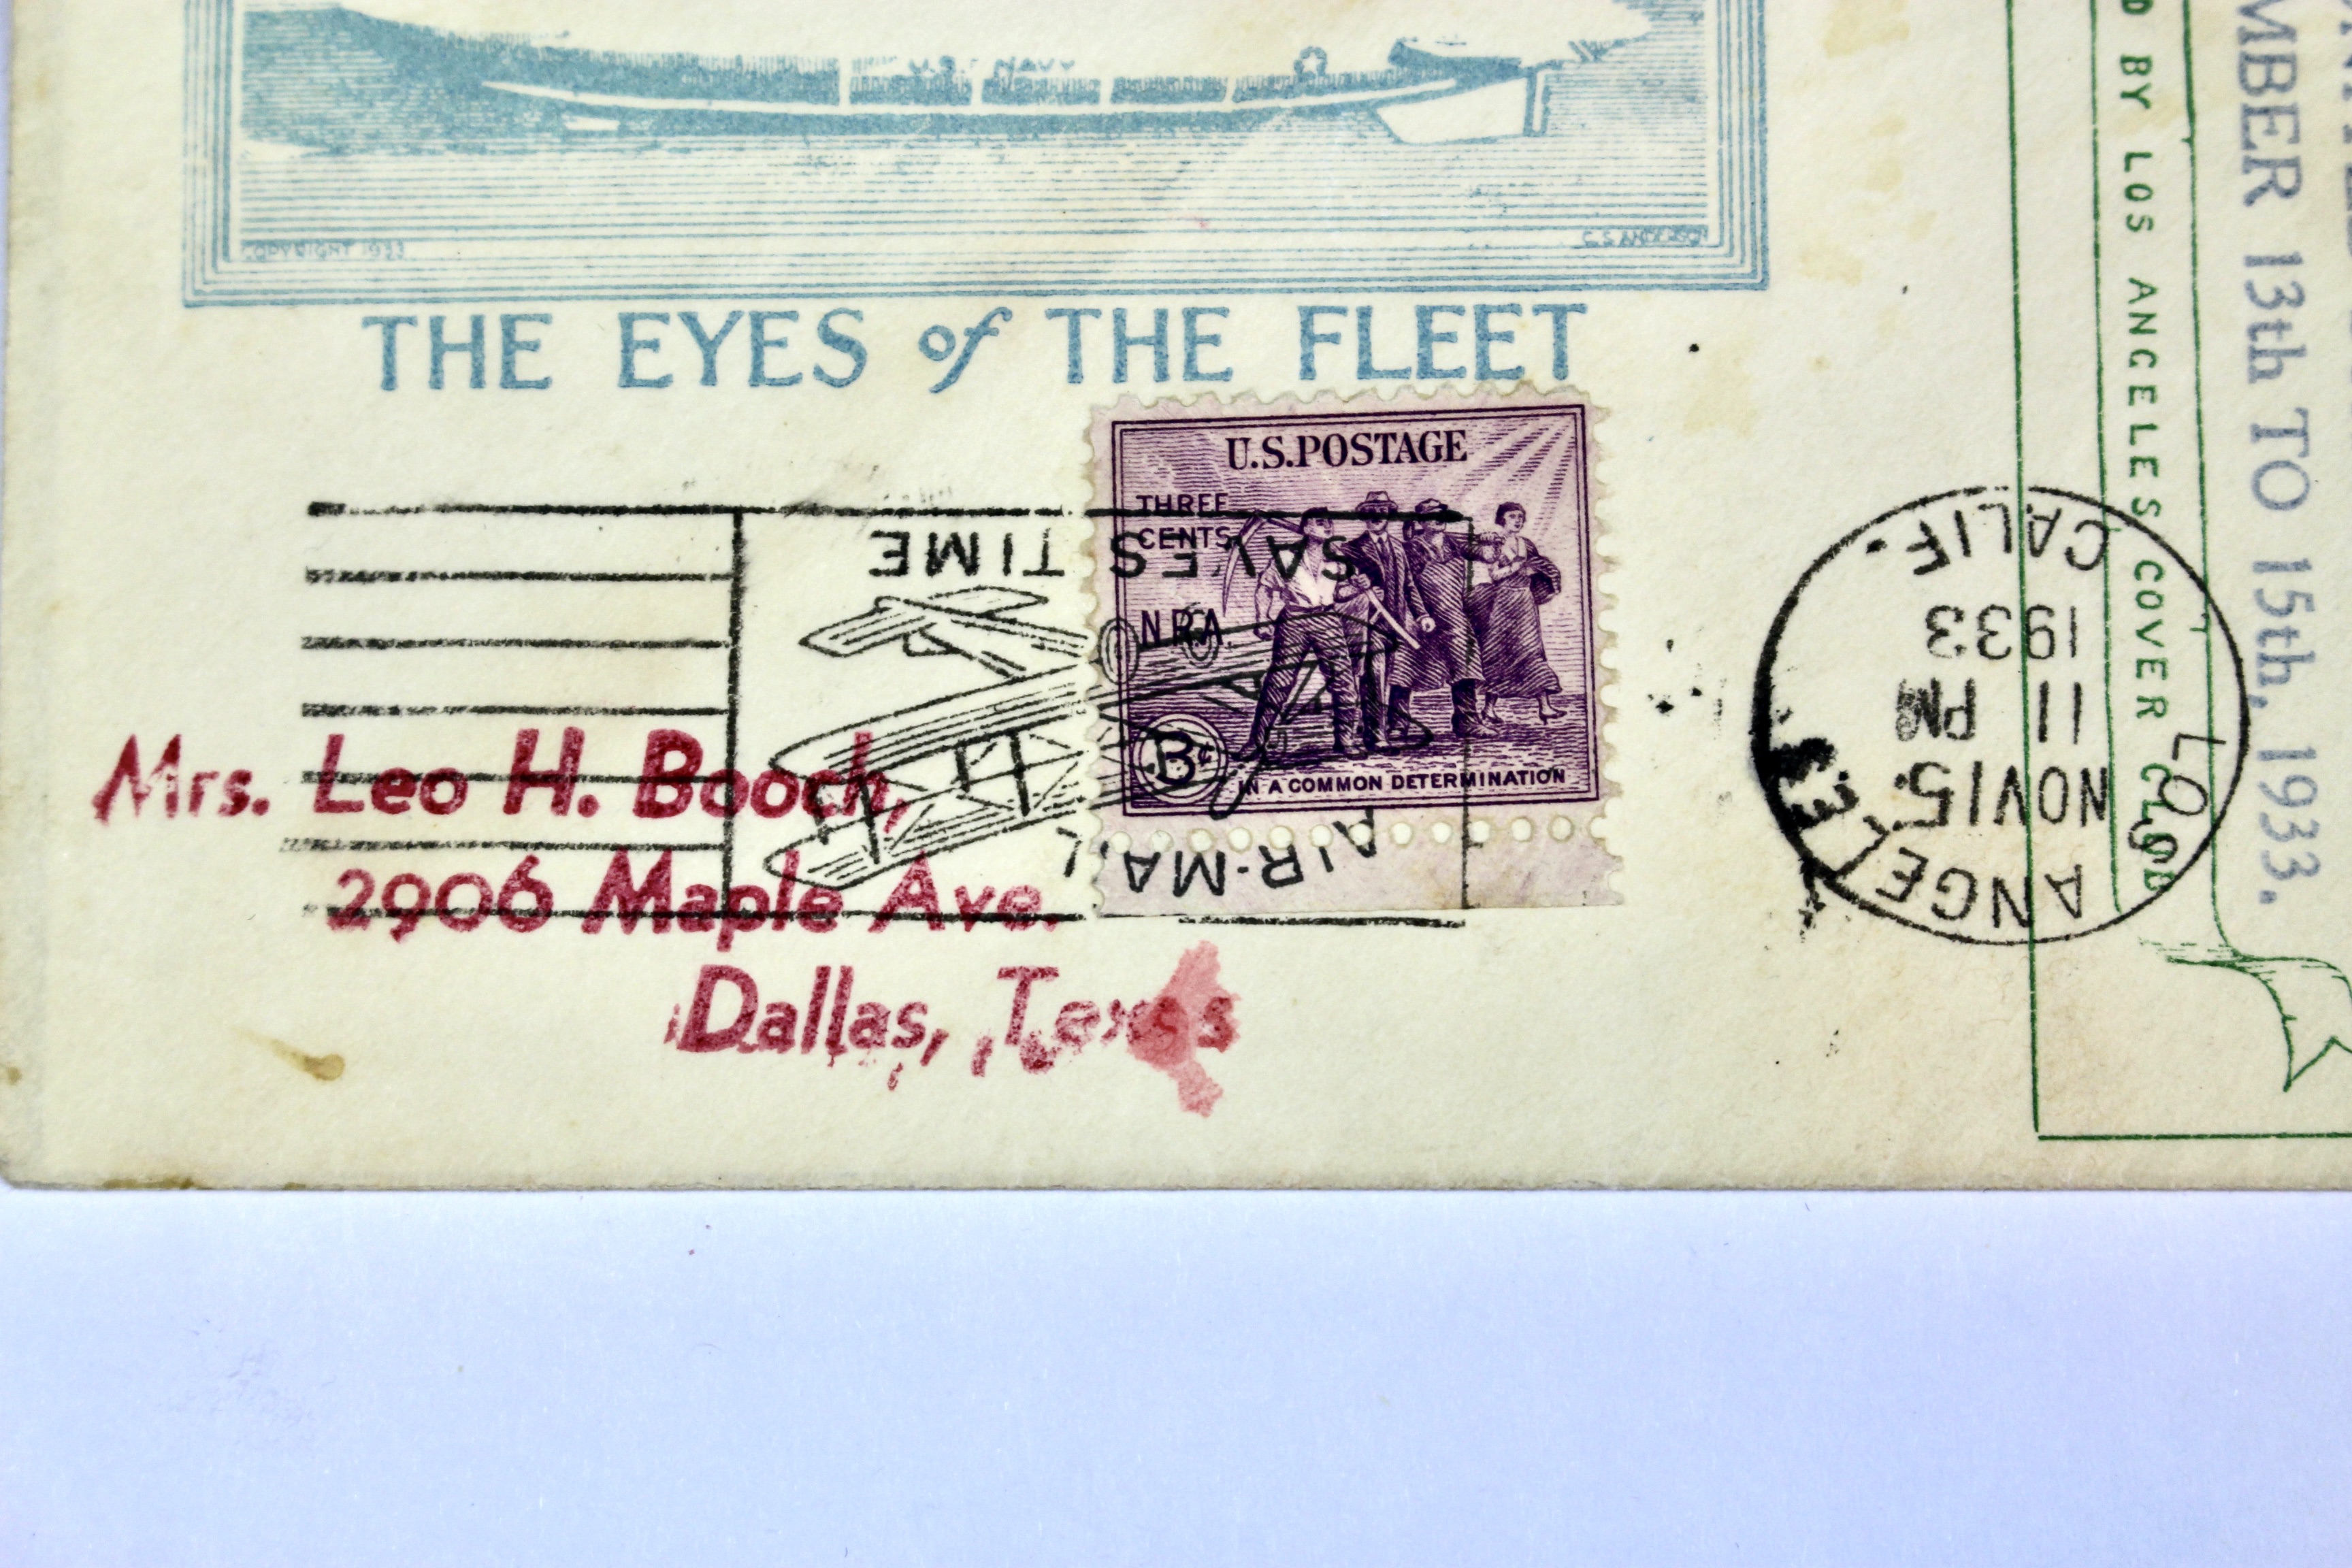 U.S. NAVY
COPYRIGHT 1933
C. S. ANDERSON
THE EYES of THE FLEET
U.S. POSTAGE
THREE
CENTS
NRA
3¢
IN A COMMON DETERMINATION
AIR-MAIL
SAVES TIME
Mrs. Leo H. Booch,
2906 Maple Ave.
Dallas, Texas
LOS ANGELES
NOV 15
11 PM
1933
CALIF.
D BY LOS ANGELES COVER CLUB
MBER 13th TO 15th, 1933.